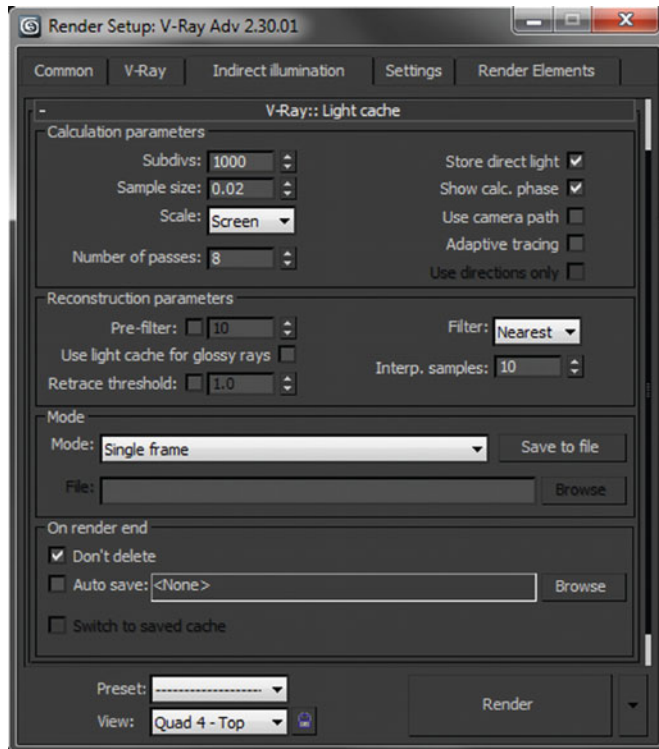 Render Setup: V-Ray Adv 2.30.01
Common V-Ray Indirect illumination Settings Render Elements
- V-Ray:: Light cache
Calculation parameters
Subdivs: 1000 Store direct light
Sample size: 0.02 Show calc. phase
Scale: Screen Use camera path
Adaptive tracing
Number of passes: 8
Use directions only
Reconstruction parameters
Pre-filter: 10 Filter: Nearest
Use light cache for glossy rays
Interp. samples: 10
Retrace threshold: 1.0
Mode
Mode: Single frame Save to file
File: Browse
On render end
Don't delete
Auto save: <None> Browse
Switch to saved cache
Preset: -------------------
Render
View: Quad 4 - Top